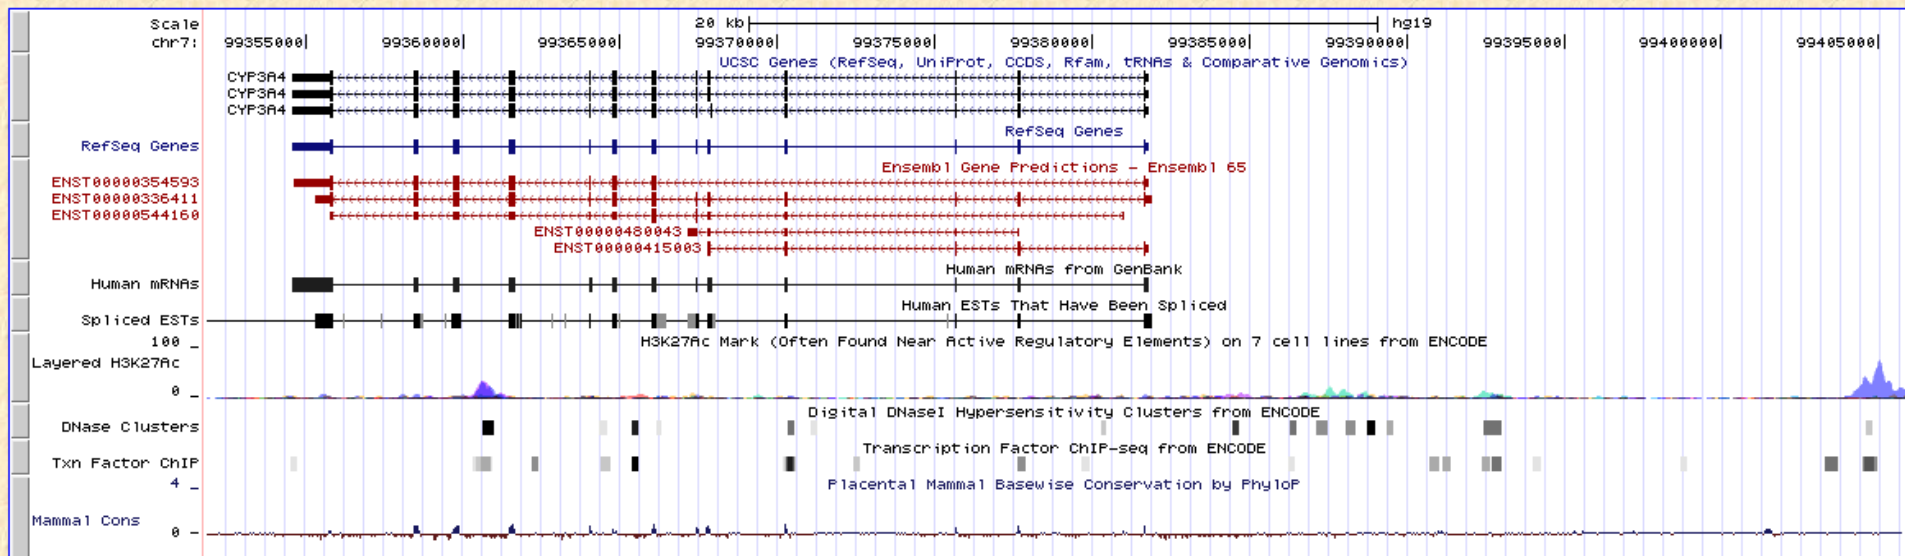 Scale 20 kb hg19
chr7: 99355000 99360000 99365000 99370000 99375000 99380000 99385000 99390000 99395000 99400000 99405000
UCSC Genes (RefSeq, UniProt, CCDS, Rfam, tRNAs & Comparative Genomics)
CYP3A4
CYP3A4
CYP3A4
RefSeq Genes
RefSeq Genes
Ensembl Gene Predictions - Ensembl 65
ENST00000354593
ENST00000336411
ENST00000544160
ENST00000480043
ENST00000415003
Human mRNAs from GenBank
Human mRNAs
Human ESTs That Have Been Spliced
Spliced ESTs
100 _
H3K27Ac Mark (Often Found Near Active Regulatory Elements) on 7 cell lines from ENCODE
Layered H3K27Ac
0 _
Digital DNaseI Hypersensitivity Clusters from ENCODE
DNase Clusters
Transcription Factor ChIP-seq from ENCODE
Txn Factor ChIP
4 _
Placental Mammal Basewise Conservation by PhyloP
Mammal Cons
0 -